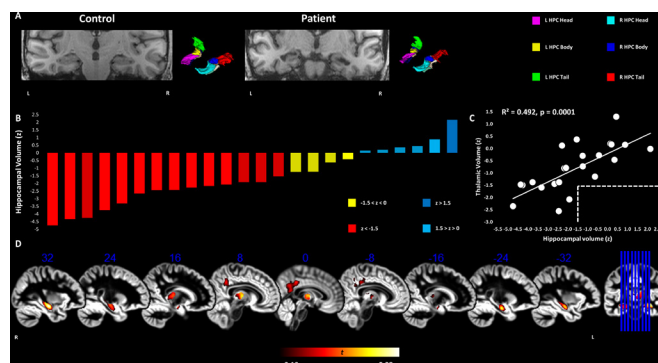 A
Control
Patient
L HPC Head
R HPC Head
L HPC Body
R HPC Body
L HPC Tail
R HPC Tail
L
R
L
R
B
Hippocampal Volume (z)
2.5
2.0
1.5
1.0
0.5
0
-0.5
-1
-1.5
-2
-2.5
-3
-3.5
-4
-4.5
-5
-1.5 < z < 0
z > 1.5
z < -1.5
1.5 > z > 0
C
R² = 0.492, p = 0.0001
Thalamic Volume (z)
1.5
1.0
0.5
0.0
-0.5
-1.0
-1.5
-2.0
-2.5
-3.0
Hippocampal volume (z)
D
32
24
16
8
0
-8
-16
-24
-32
R
L
t